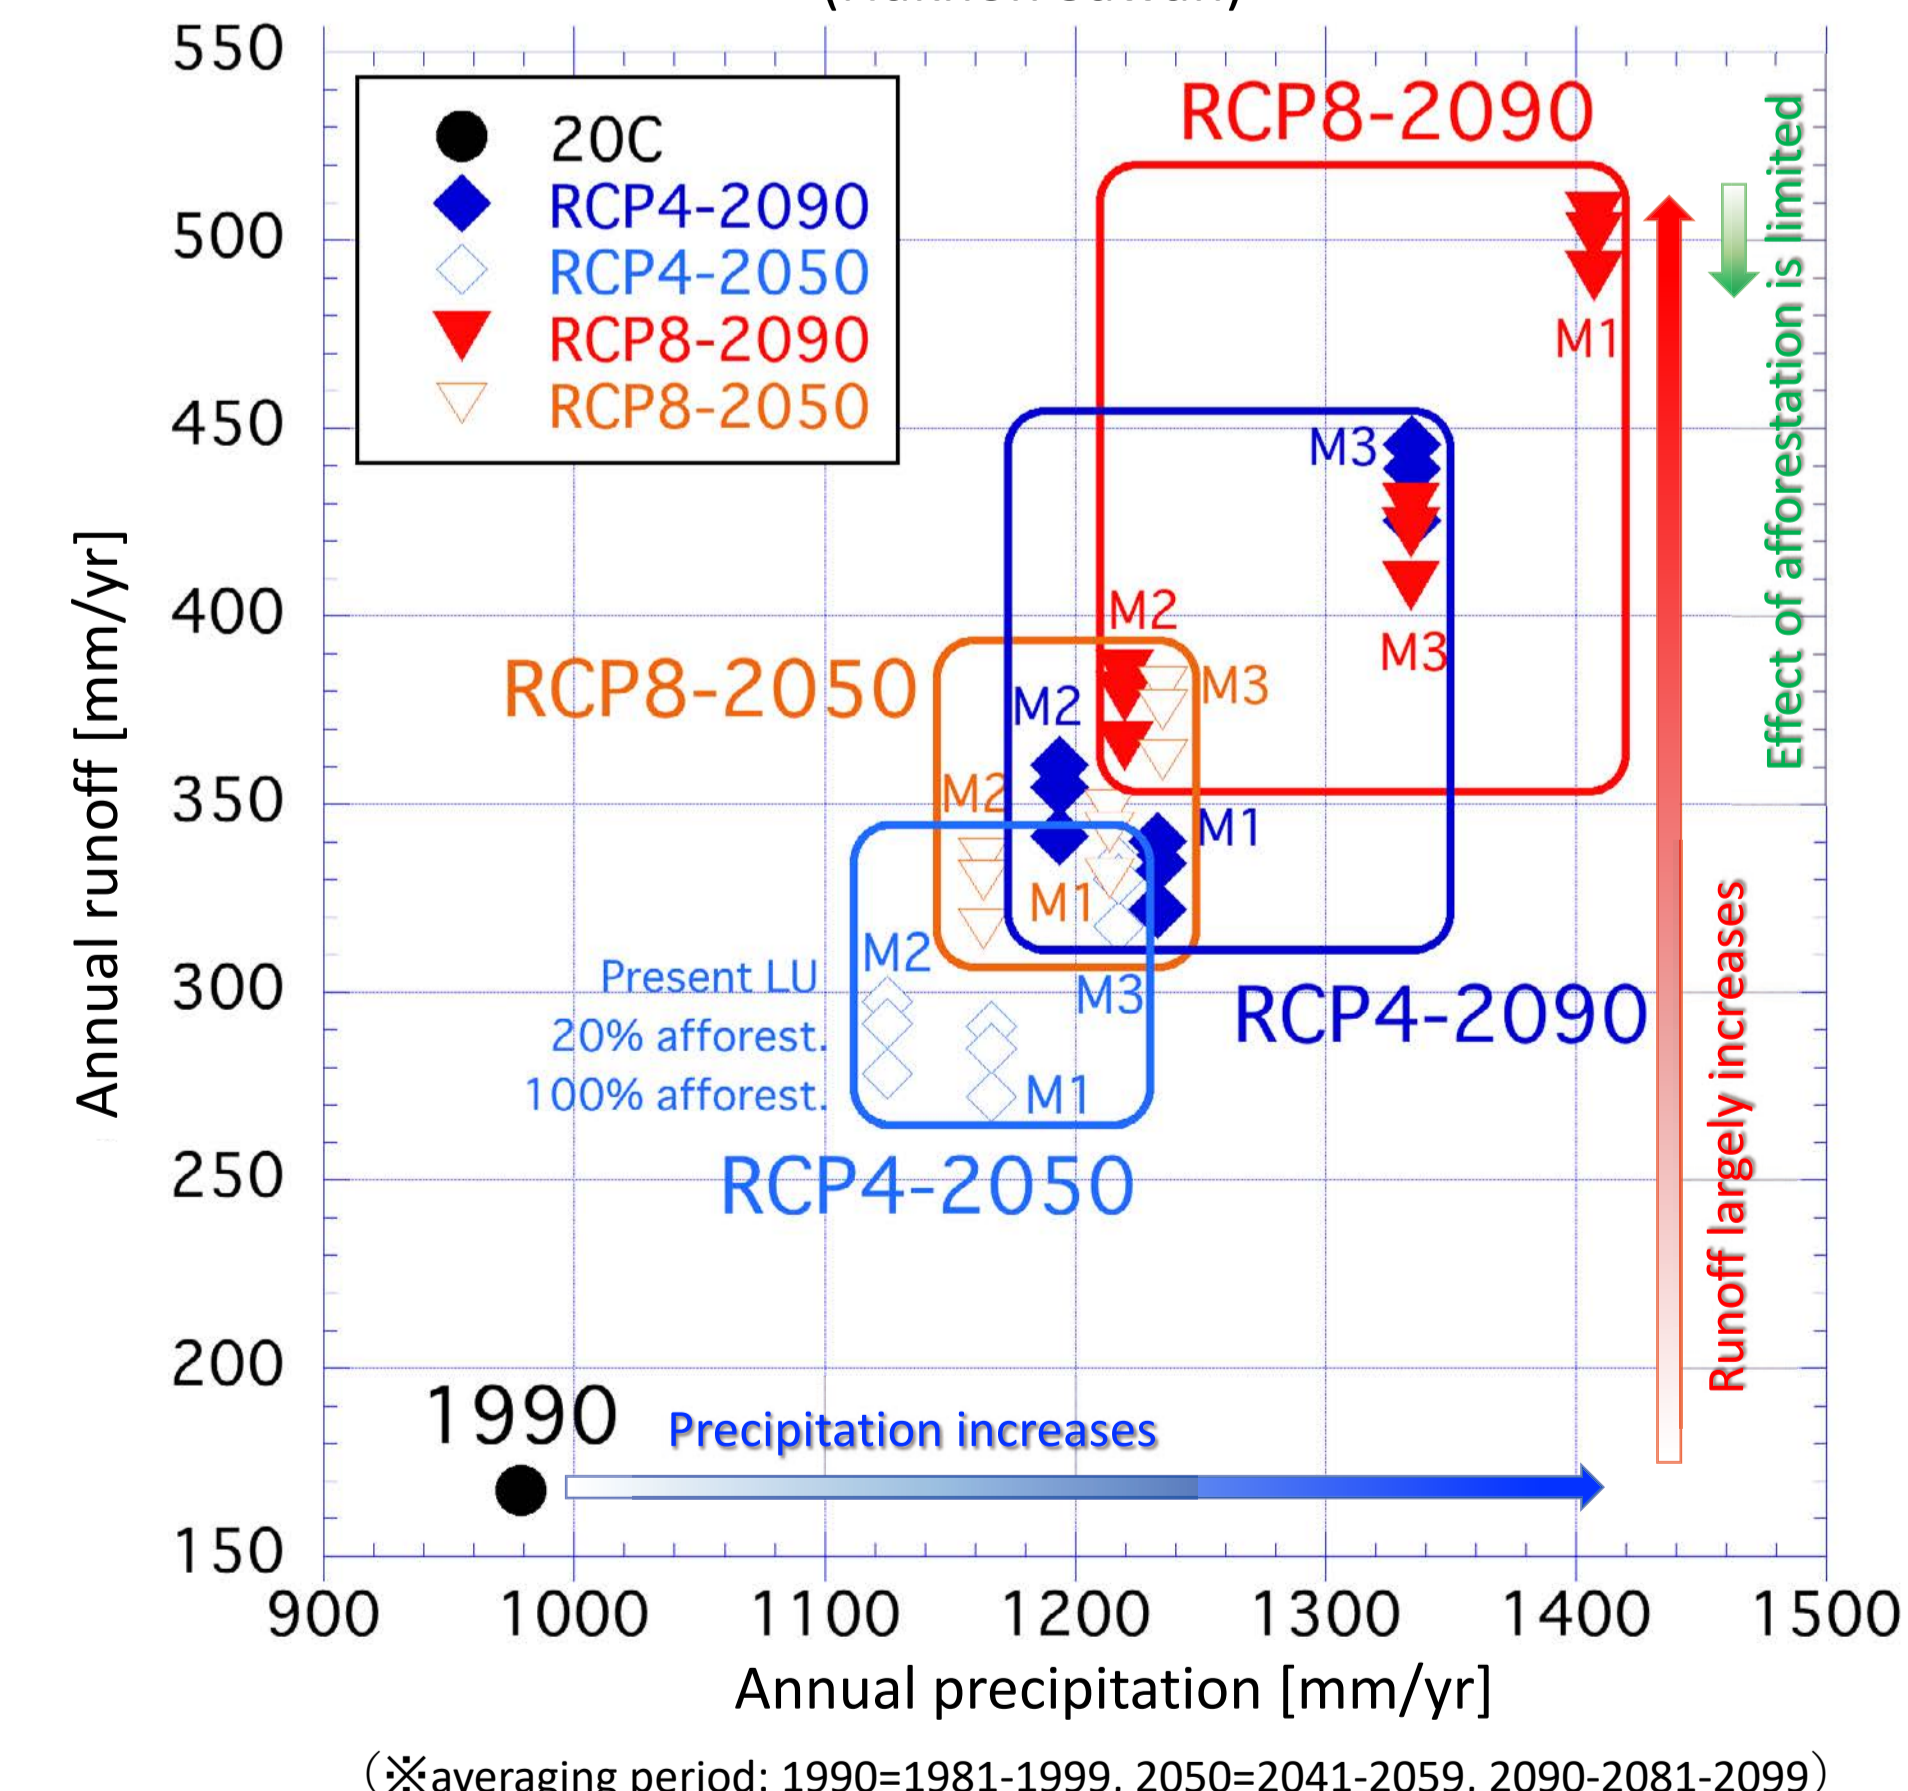 550
500
450
400
350
300
250
200
150
Annual runoff [mm/yr]
20C
RCP4-2090
RCP4-2050
RCP8-2090
RCP8-2050
RCP8-2090
M1
M3
M3
M2
RCP8-2050
M3
M2
M2
M1
M1
M2
M3
Present LU
20% afforest.
100% afforest.
M1
RCP4-2090
RCP4-2050
1990
Precipitation increases
Runoff largely increases
Effect of afforestation is limited
900 1000 1100 1200 1300 1400 1500
Annual precipitation [mm/yr]
(※averaging period: 1990=1981-1999, 2050=2041-2059, 2090-2081-2099)